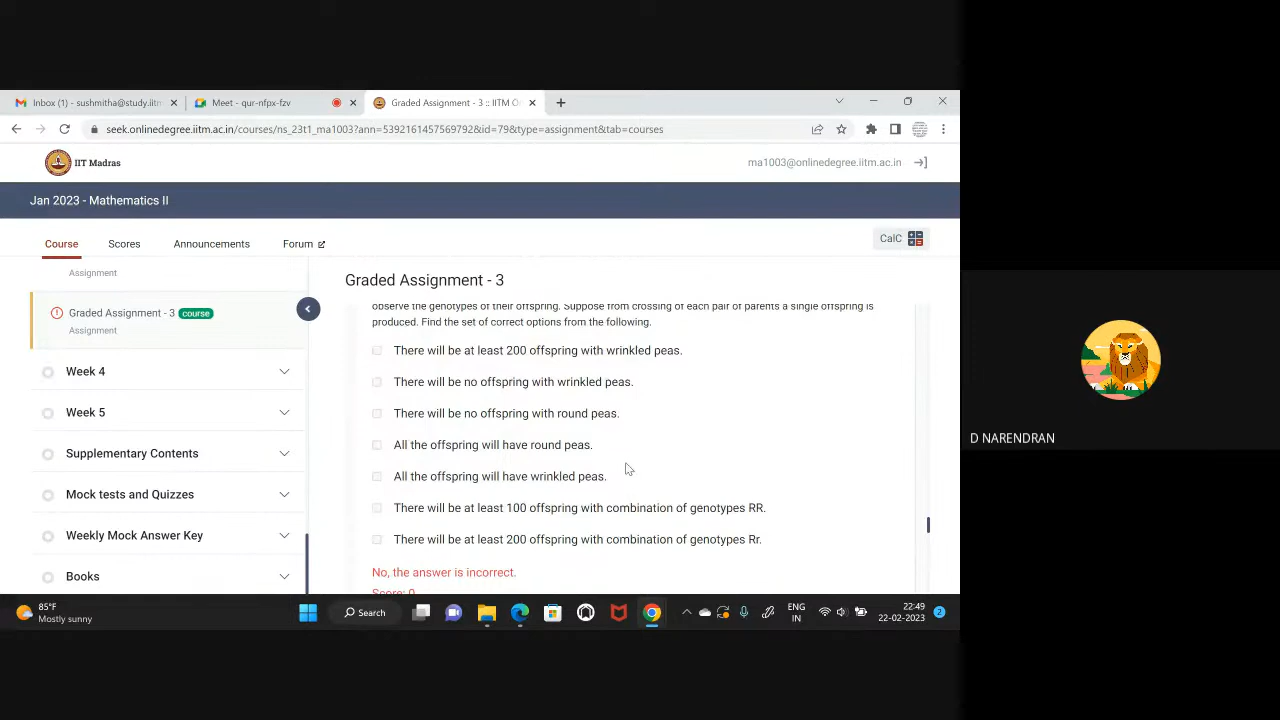 Inbox (1) - sushmitha@study.iitm
Meet - qur-nfpx-fzv
Graded Assignment - 3 :: IITM O
seek.onlinedegree.iitm.ac.in/courses/ns_23t1_ma1003?ann=5392161457569792&id=79&type=assignment&tab=courses
IIT Madras
ma1003@onlinedegree.iitm.ac.in
Jan 2023 - Mathematics II
Course Scores Announcements Forum
CalC
Assignment
Graded Assignment - 3 course
Assignment
Week 4
Week 5
Supplementary Contents
Mock tests and Quizzes
Weekly Mock Answer Key
Books
Graded Assignment - 3
observe the genotypes of their offspring. Suppose from crossing of each pair of parents a single offspring is
produced. Find the set of correct options from the following.
There will be at least 200 offspring with wrinkled peas.
There will be no offspring with wrinkled peas.
There will be no offspring with round peas.
All the offspring will have round peas.
All the offspring will have wrinkled peas.
There will be at least 100 offspring with combination of genotypes RR.
There will be at least 200 offspring with combination of genotypes Rr.
No, the answer is incorrect.
Score: 0
D NARENDRAN
85°F
Mostly sunny
Search
ENG
IN
22:49
22-02-2023
2